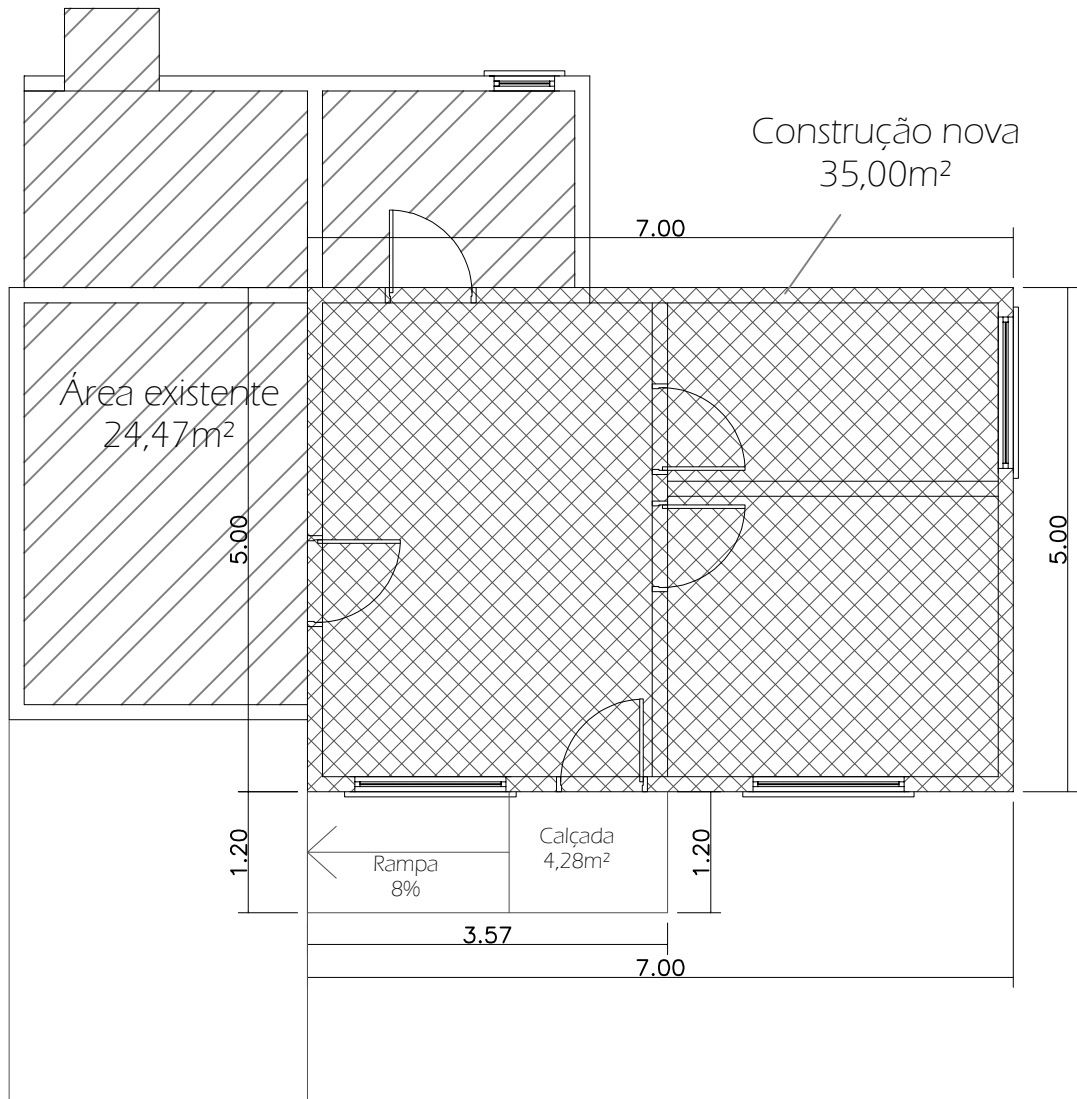 Construção nova
35,00m²
7.00
Área existente
24,47m²
5.00
5.00
1.20
Rampa
8%
Calçada
4,28m²
1.20
3.57
7.00